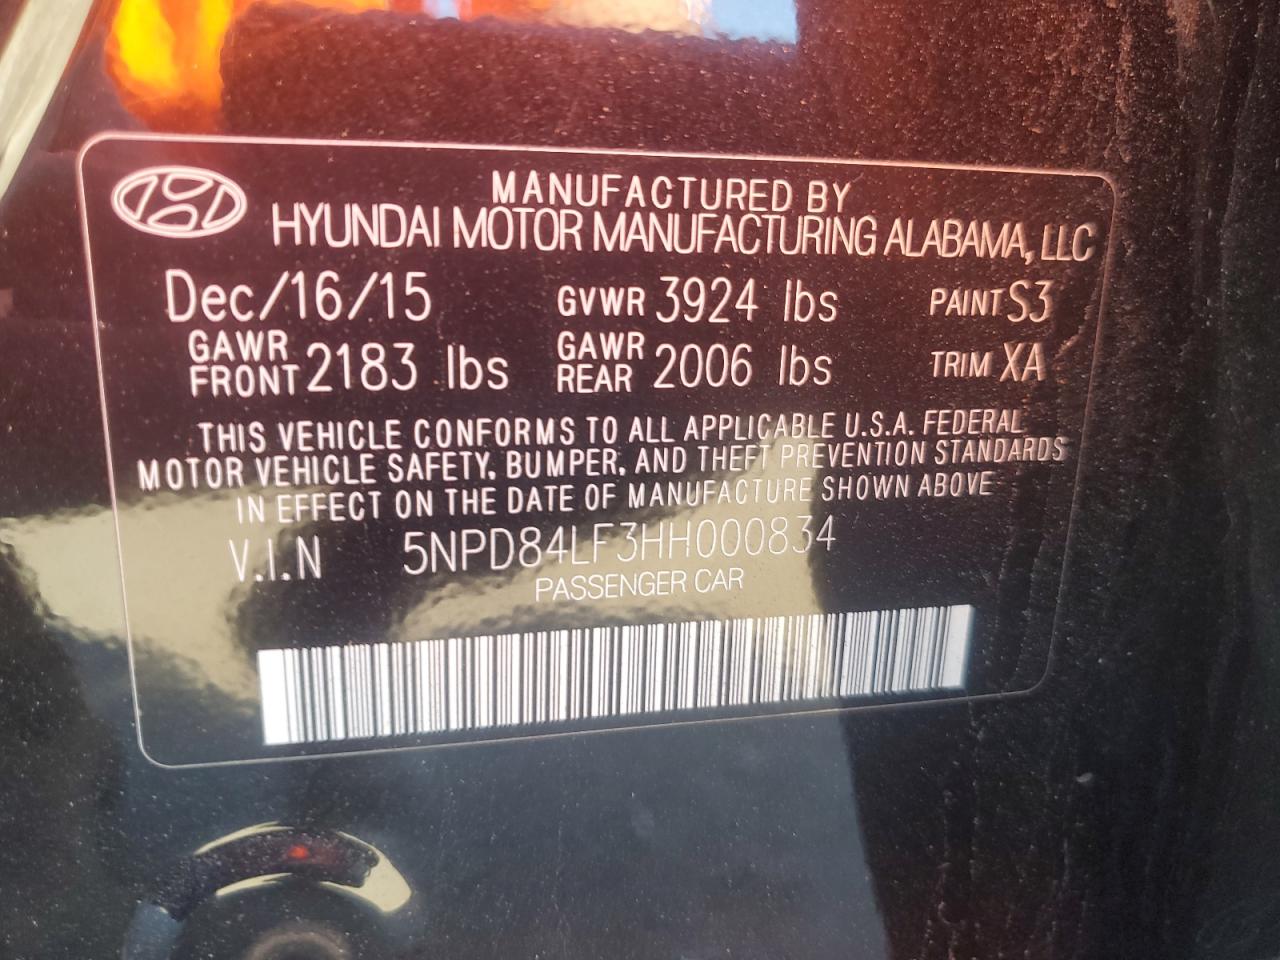 MANUFACTURED BY
HYUNDAI MOTOR MANUFACTURING ALABAMA, LLC
Dec/16/15 GVWR 3924 lbs PAINT S3
GAWR FRONT 2183 lbs GAWR REAR 2006 lbs TRIM XA
THIS VEHICLE CONFORMS TO ALL APPLICABLE U.S.A. FEDERAL
MOTOR VEHICLE SAFETY, BUMPER, AND THEFT PREVENTION STANDARDS
IN EFFECT ON THE DATE OF MANUFACTURE SHOWN ABOVE
V.I.N 5NPD84LF3HH000834
PASSENGER CAR